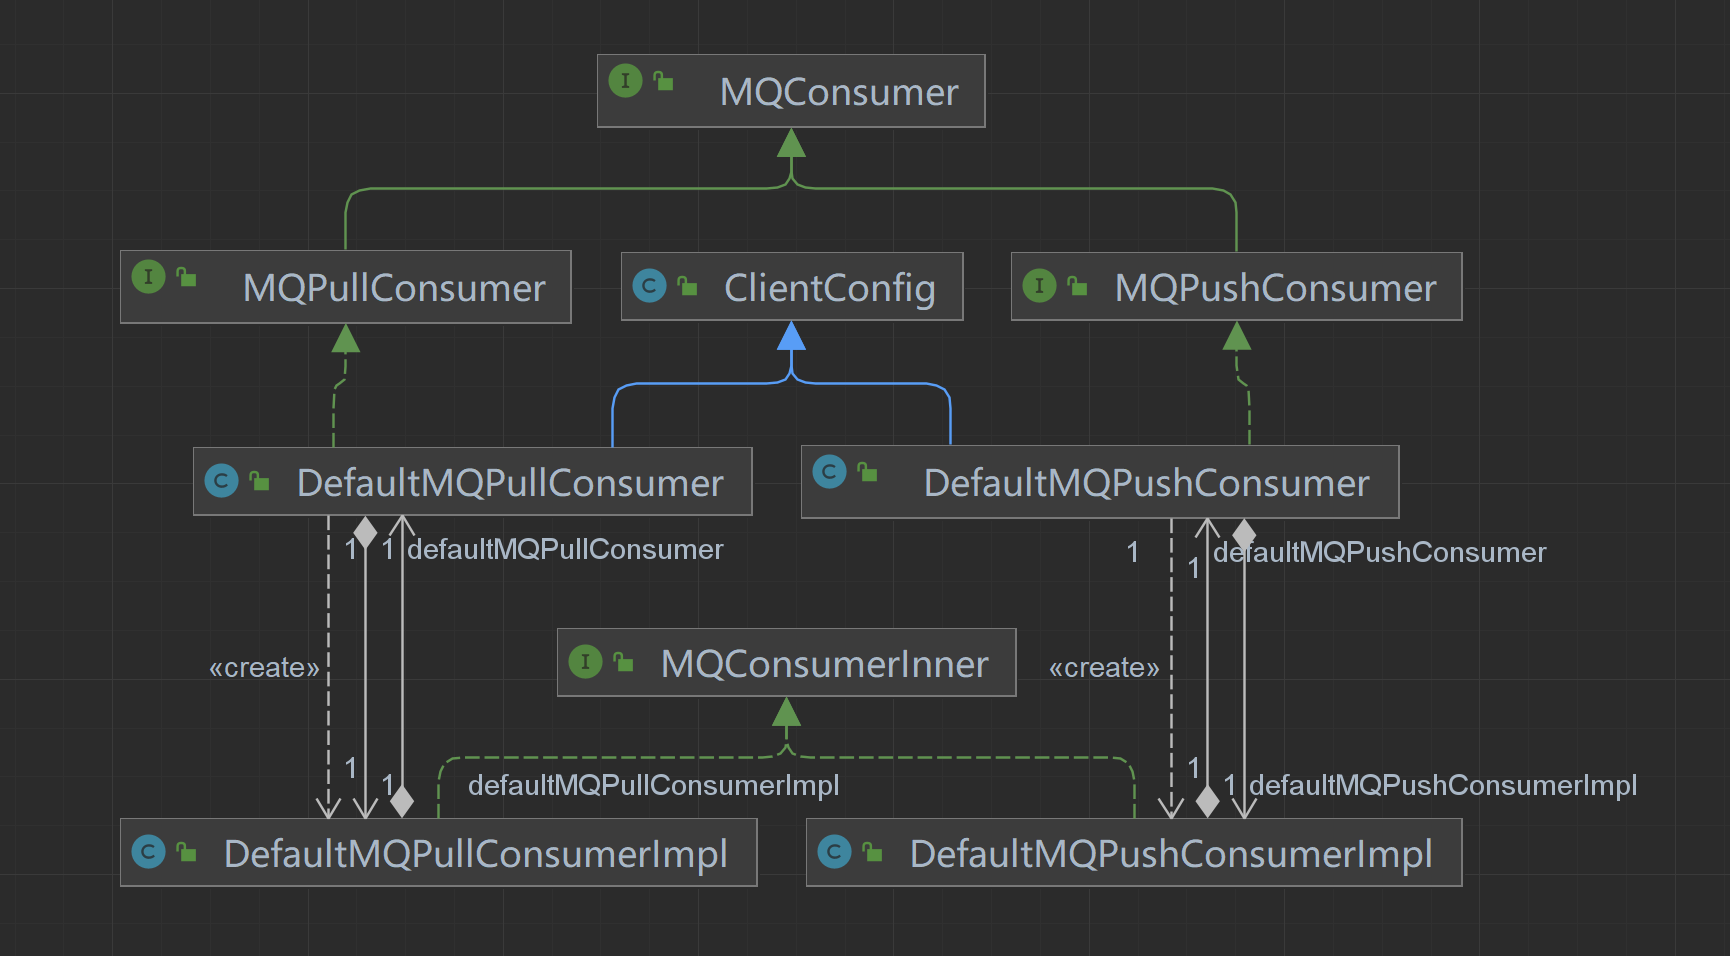 I MQConsumer
I MQPullConsumer
C ClientConfig
I MQPushConsumer
C DefaultMQPullConsumer
C DefaultMQPushConsumer
1
1 defaultMQPullConsumer
1
1
defaultMQPushConsumer
I MQConsumerInner
«create»
«create»
1
1
defaultMQPullConsumerImpl
1
1 defaultMQPushConsumerImpl
C DefaultMQPullConsumerImpl
C DefaultMQPushConsumerImpl